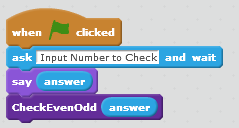 when clicked
ask Input Number to Check and wait
say answer
CheckEvenOdd answer